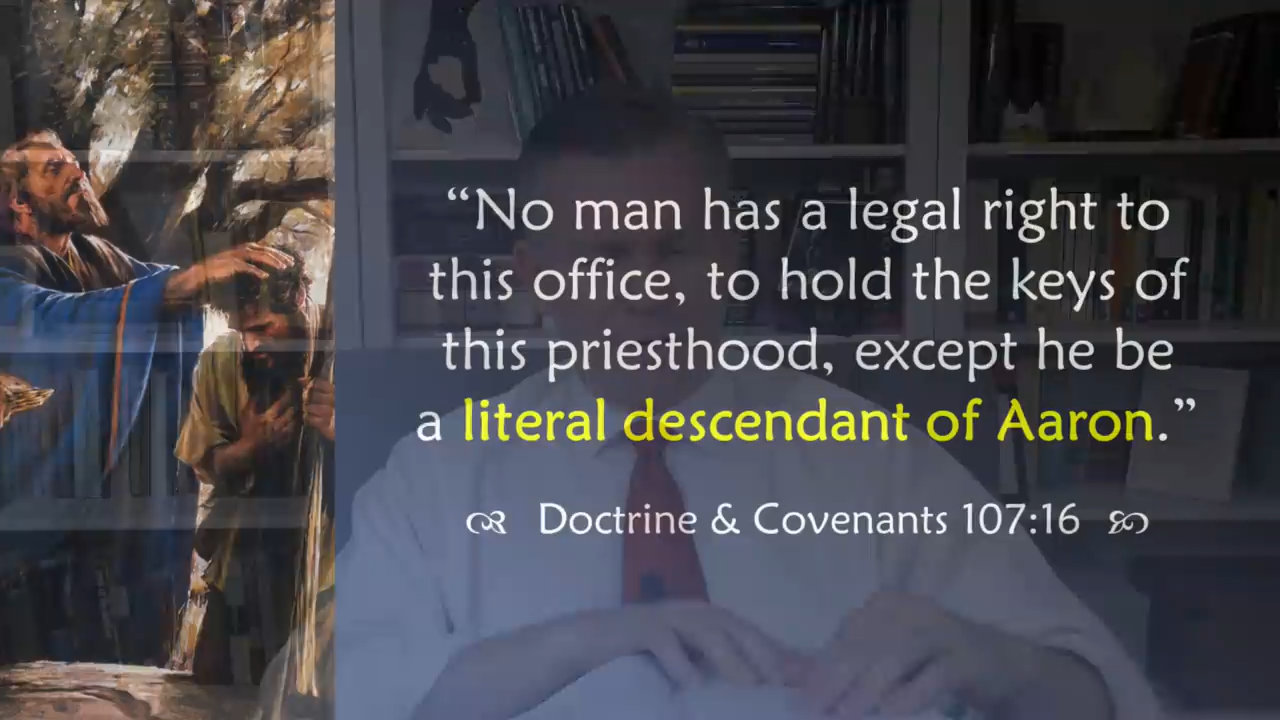 “No man has a legal right to
this office, to hold the keys of
this priesthood, except he be
a literal descendant of Aaron.”
Doctrine & Covenants 107:16